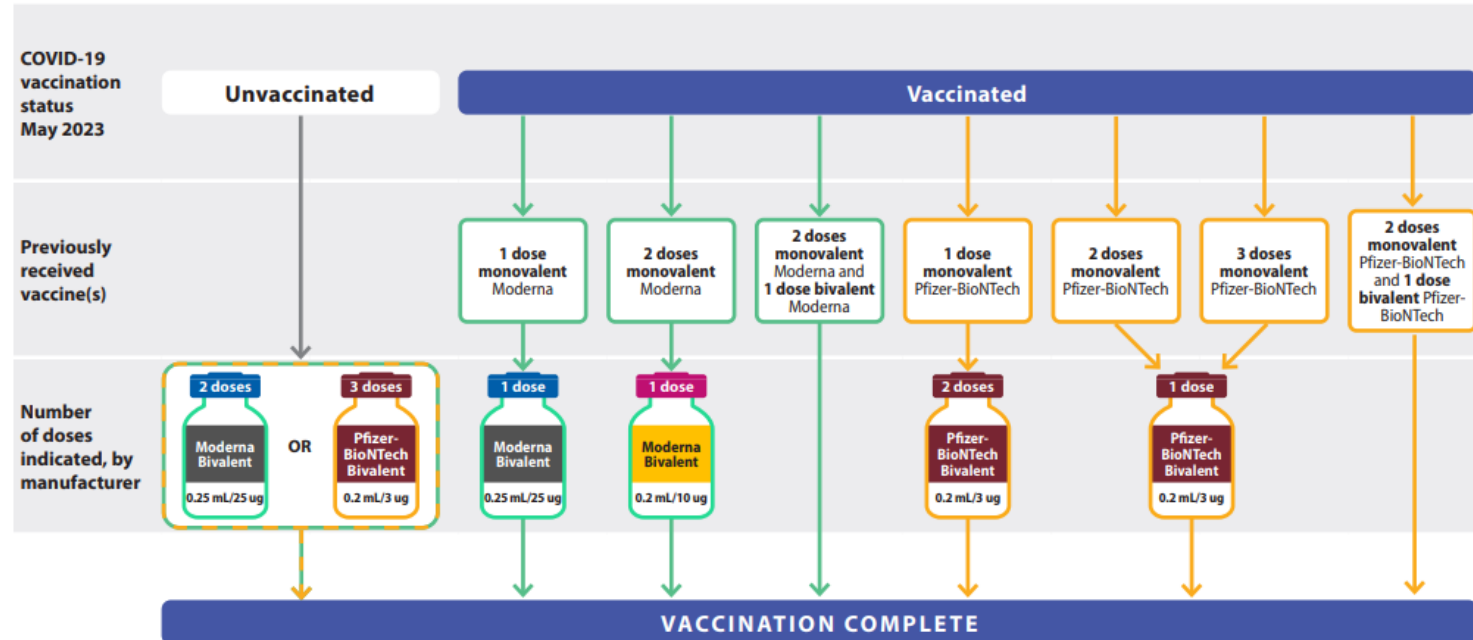 COVID-19
vaccination
status
May 2023
Unvaccinated
Vaccinated
Previously
received
vaccine(s)
1 dose
monovalent
Moderna
2 doses
monovalent
Moderna
2 doses
monovalent
Moderna and
1 dose bivalent
Moderna
1 dose
monovalent
Pfizer-BioNTech
2 doses
monovalent
Pfizer-BioNTech
3 doses
monovalent
Pfizer-BioNTech
2 doses
monovalent
Pfizer-BioNTech
and 1 dose
bivalent Pfizer-
BioNTech
Number
of doses
indicated, by
manufacturer
2 doses
Moderna
Bivalent
0.25 mL/25 ug
OR
3 doses
Pfizer-
BioNTech
Bivalent
0.2 mL/3 ug
1 dose
Moderna
Bivalent
0.25 mL/25 ug
1 dose
Moderna
Bivalent
0.2 mL/10 ug
2 doses
Pfizer-
BioNTech
Bivalent
0.2 mL/3 ug
1 dose
Pfizer-
BioNTech
Bivalent
0.2 mL/3 ug
VACCINATION COMPLETE